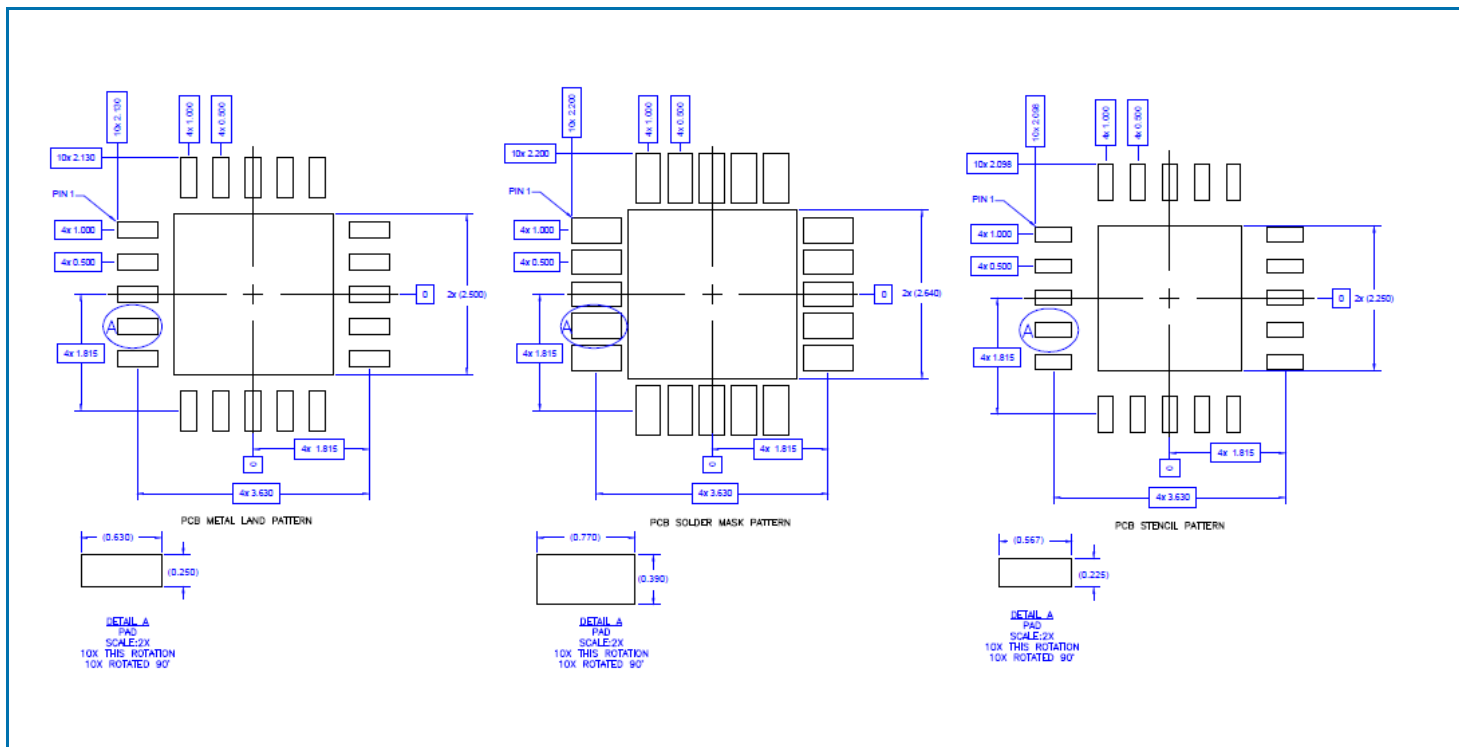 10x 2.130
4x 1.000
4x 0.500
10x 2.130
PIN 1
4x 1.000
4x 0.500
A
4x 1.815
0
2x (2.500)
4x 1.815
0
4x 3.630
PCB METAL LAND PATTERN
(0.630)
(0.250)
DETAIL A
PAD
SCALE:2X
10X THIS ROTATION
10X ROTATED 90°
10x 2.200
4x 1.000
4x 0.500
10x 2.200
PIN 1
4x 1.000
4x 0.500
A
4x 1.815
0
2x (2.640)
4x 1.815
0
4x 3.630
PCB SOLDER MASK PATTERN
(0.770)
(0.390)
DETAIL A
PAD
SCALE:2X
10X THIS ROTATION
10X ROTATED 90°
10x 2.098
4x 1.000
4x 0.500
10x 2.098
PIN 1
4x 1.000
4x 0.500
A
4x 1.815
0
2x (2.250)
4x 1.815
0
4x 3.630
PCB STENCIL PATTERN
(0.567)
(0.225)
DETAIL A
PAD
SCALE:2X
10X THIS ROTATION
10X ROTATED 90°